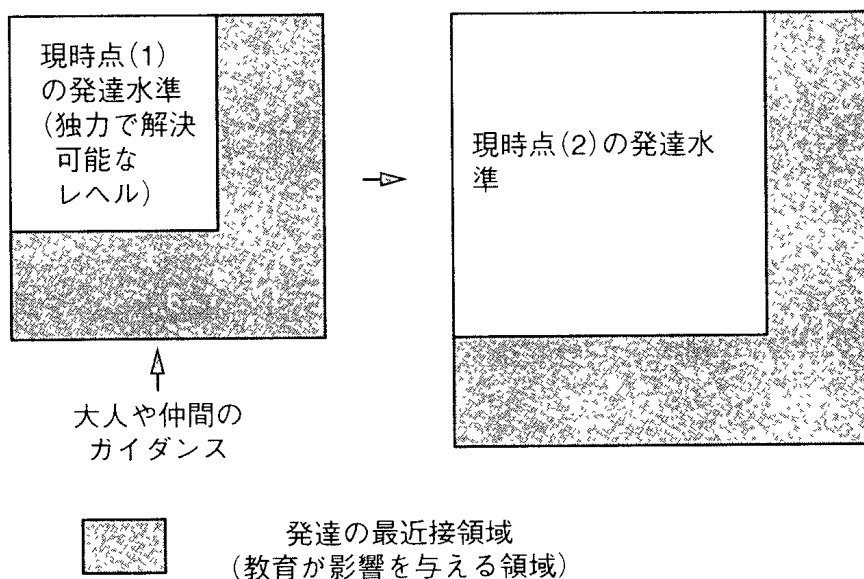 現時点(1)
の発達水準
(独力で解決
可能な
レヘル)
現時点(2)の発達水
準
大人や仲間の
カイダンス
発達の最近接領域
(教育が影響を与える領域)